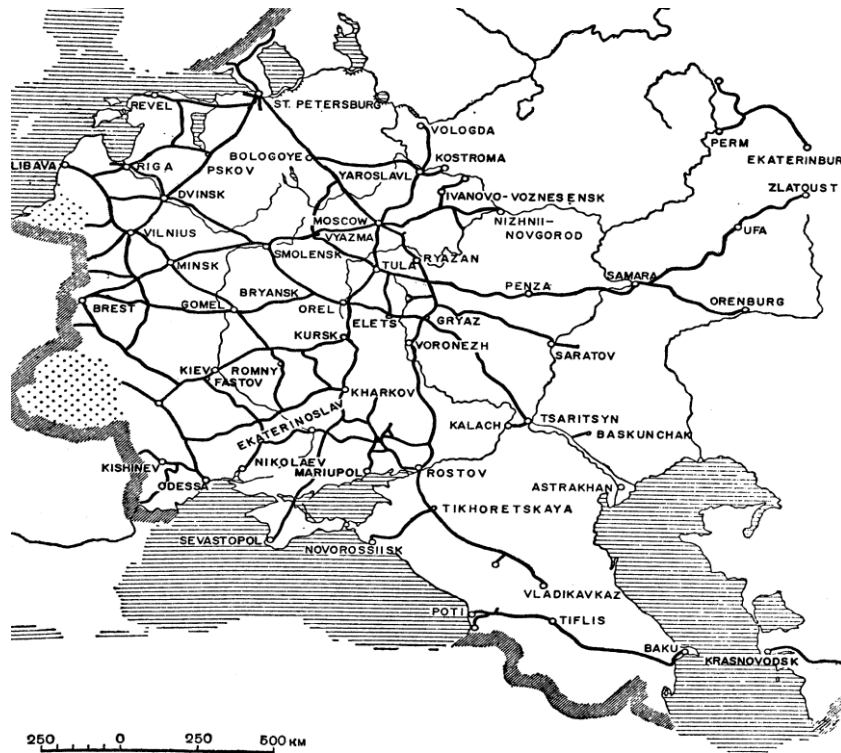 REVEL
ST. PETERSBURG
VOLOGDA
PERM
EKATERINBUR
LIBAVA
RIGA
PSKOV
BOLOGOYE
YAROSLAVL
KOSTROMA
ZLATOUST
DVINSK
IVANOVO-VOZNESENSK
MOSCOW
NIZHNII-
NOVGOROD
VILNIUS
VYAZMA
UFA
SMOLENSK
RYAZAN
MINSK
TULA
PENZA
SAMARA
BREST
GOMEL
BRYANSK
OREL
ORENBURG
ELETS
GRYAZ
KURSK
VORONEZH
SARATOV
KIEV
ROMNY
FASTOV
KHARKOV
EKATERINOSLAV
KALACH
TSARITSYN
BASKUNCHAK
KISHINEV
NIKOLAEV
MARIUPOL
ROSTOV
ODESSA
ASTRAKHAN
TIKHORETSKAYA
SEVASTOPOL
NOVOROSSIISK
VLADIKAVKAZ
POTI
TIFLIS
BAKU
KRASNOVODSK
250 0 250 500 KM